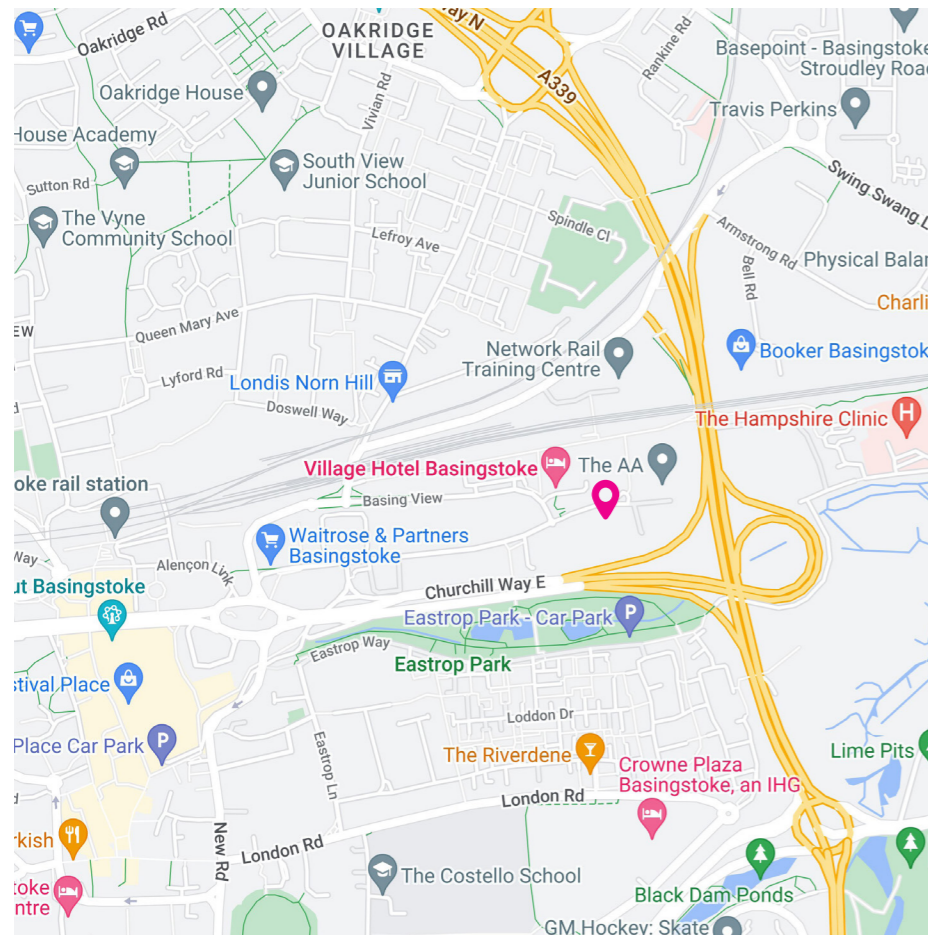 Oakridge Rd
OAKRIDGE
VILLAGE
way N
A339
Rankine Rd
Basepoint - Basingstoke
Stroudley Road
Oakridge House
Vivian Rd
Travis Perkins
House Academy
South View
Junior School
Sutton Rd
Swing Swang L
The Vyne
Community School
Lefroy Ave
Spindle Cl
Armstrong Rd
Bell Rd
Physical Balan
Charli
EW
Queen Mary Ave
Network Rail
Training Centre
Booker Basingstok
Lyford Rd
Londis Norn Hill
Doswell Way
The Hampshire Clinic
H
Village Hotel Basingstoke
The AA
oke rail station
Basing View
Waitrose & Partners
Basingstoke
Way
Alençon Link
ut Basingstoke
Churchill Way E
Eastrop Park - Car Park
P
Eastrop Way
Eastrop Park
stival Place
Loddon Dr
Place Car Park
P
Eastrop Ln
The Riverdene
Crowne Plaza
Basingstoke, an IHG
Lime Pits
London Rd
New Rd
rkish
London Rd
The Costello School
toke
ntre
Black Dam Ponds
GM Hockey: Skate